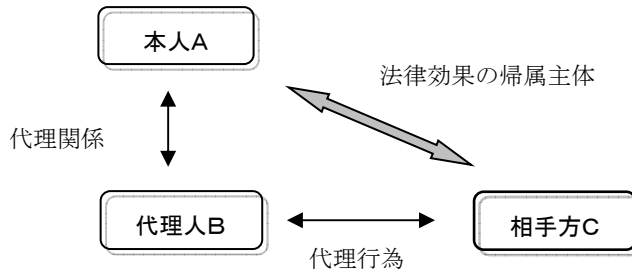 本人A
法律効果の帰属主体
代理関係
代理人B
相手方C
代理行為